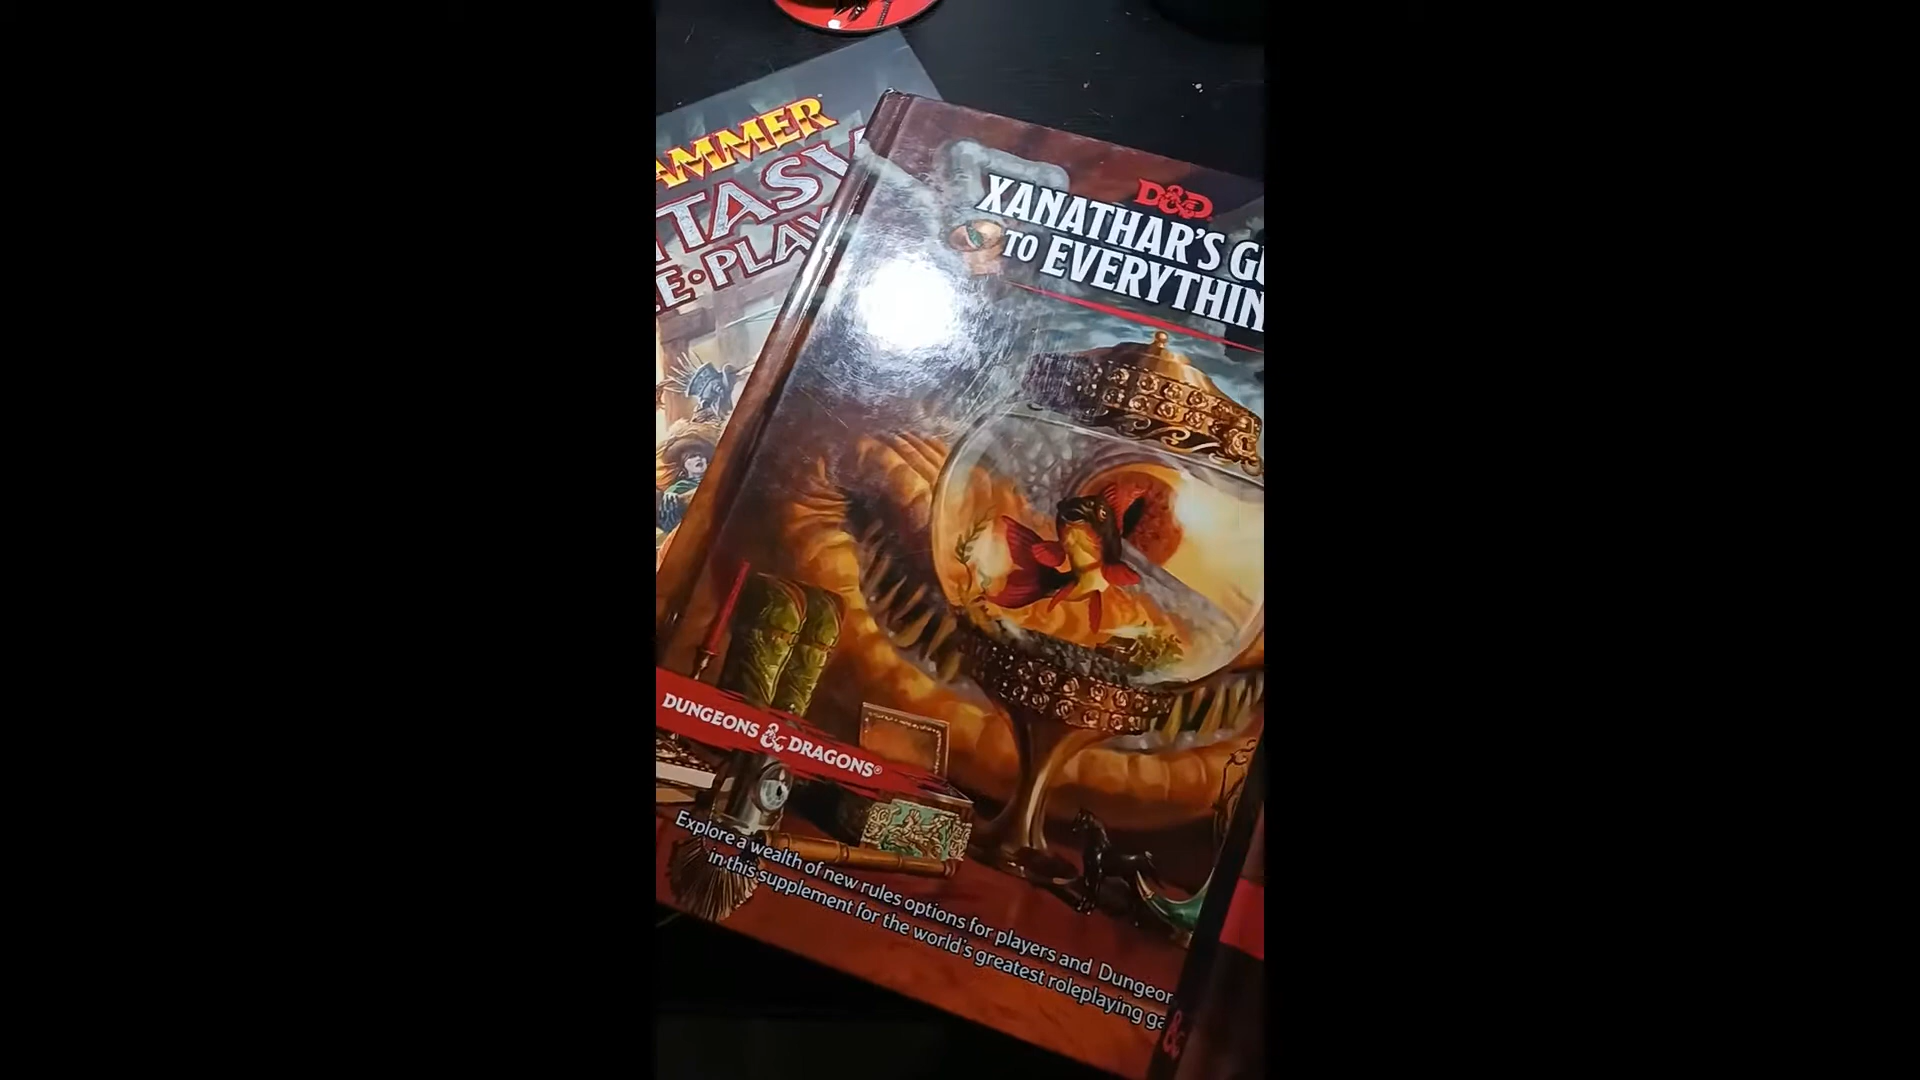 AMMER
TASY
E•PLAY
D&D
XANATHAR'S GU
TO EVERYTHIN
DUNGEONS & DRAGONS®
Explore a wealth of new rules options for players and Dungeon
in this supplement for the world's greatest roleplaying ga
&